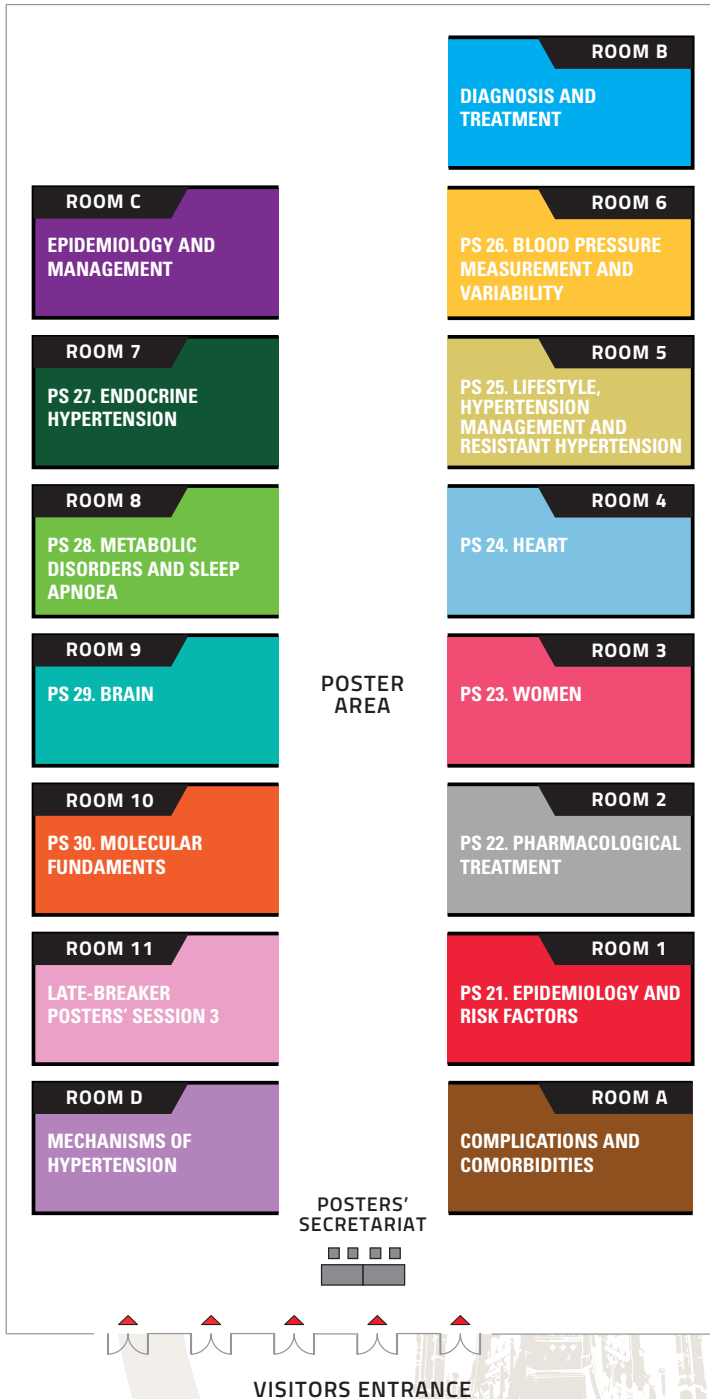 ROOM B
DIAGNOSIS AND
TREATMENT
ROOM C
EPIDEMIOLOGY AND
MANAGEMENT
ROOM 6
PS 26. BLOOD PRESSURE
MEASUREMENT AND
VARIABILITY
ROOM 7
PS 27. ENDOCRINE
HYPERTENSION
ROOM 5
PS 25. LIFESTYLE,
HYPERTENSION
MANAGEMENT AND
RESISTANT HYPERTENSION
ROOM 8
PS 28. METABOLIC
DISORDERS AND SLEEP
APNOEA
ROOM 4
PS 24. HEART
ROOM 9
PS 29. BRAIN
POSTER
AREA
ROOM 3
PS 23. WOMEN
ROOM 10
PS 30. MOLECULAR
FUNDAMENTS
ROOM 2
PS 22. PHARMACOLOGICAL
TREATMENT
ROOM 11
LATE-BREAKER
POSTERS' SESSION 3
ROOM 1
PS 21. EPIDEMIOLOGY AND
RISK FACTORS
ROOM D
MECHANISMS OF
HYPERTENSION
ROOM A
COMPLICATIONS AND
COMORBIDITIES
POSTERS'
SECRETARIAT
VISITORS ENTRANCE